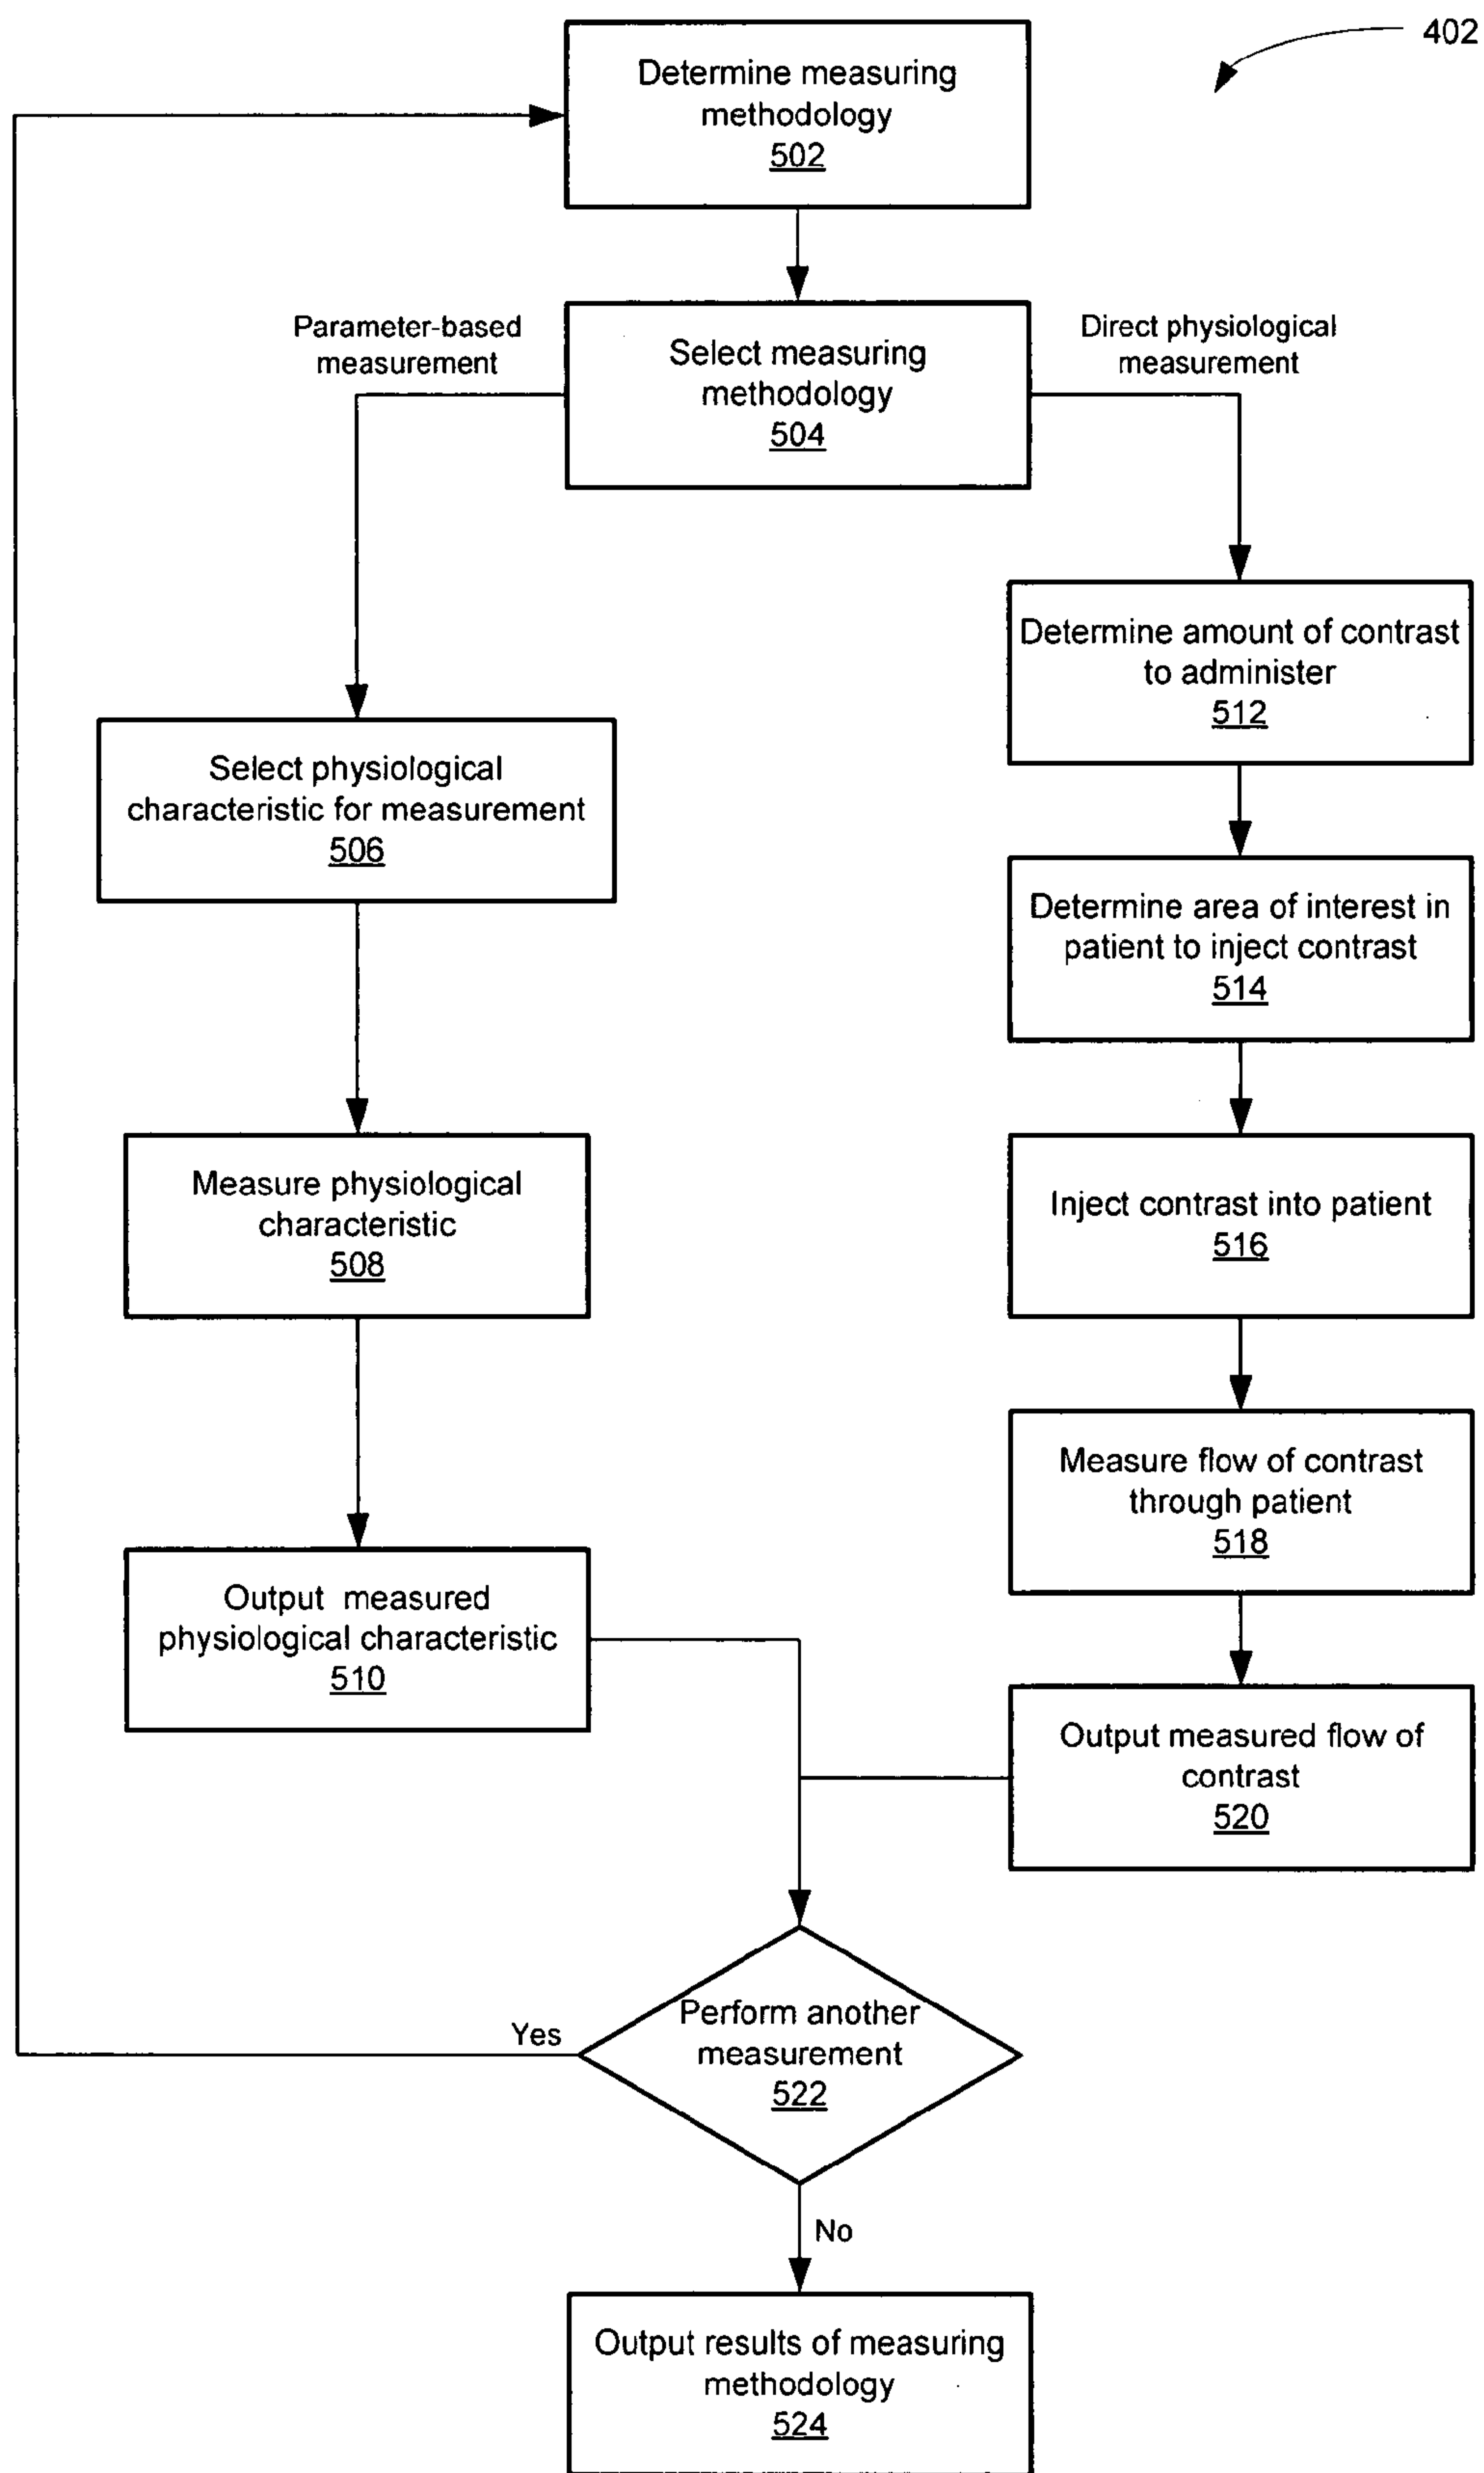 402
Determine measuring
methodology
502
Parameter-based
measurement
Select measuring
methodology
504
Direct physiological
measurement
Determine amount of contrast
to administer
512
Select physiological
characteristic for measurement
506
Determine area of interest in
patient to inject contrast
514
Measure physiological
characteristic
508
Inject contrast into patient
516
Measure flow of contrast
through patient
518
Output measured
physiological characteristic
510
Output measured flow of
contrast
520
Perform another
measurement
522
Yes
No
Output results of measuring
methodology
524